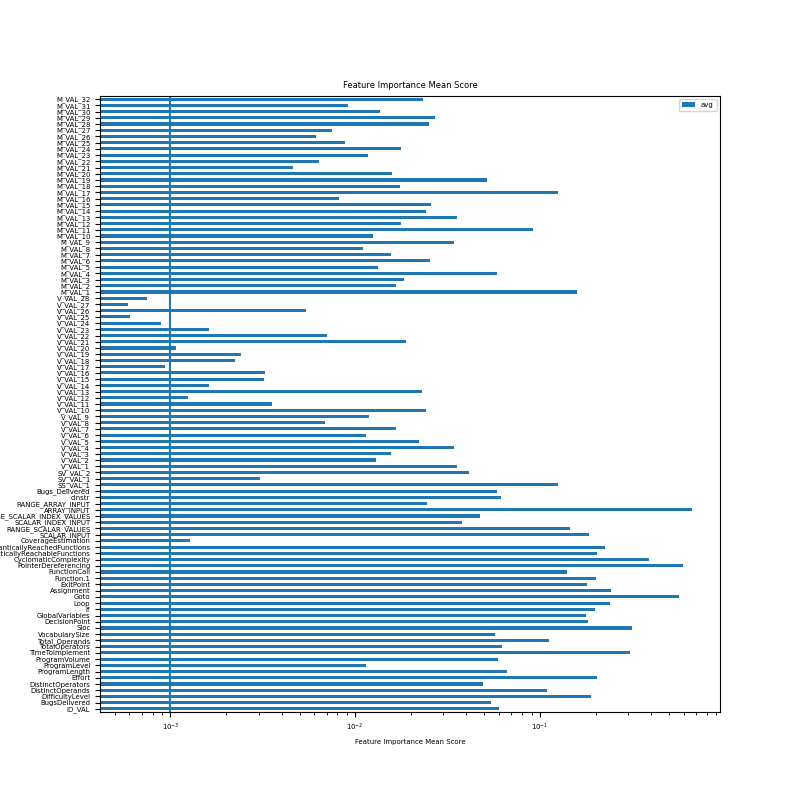 Feature Importance Mean Score
avg
M_VAL_32
M_VAL_31
M_VAL_30
M_VAL_29
M_VAL_28
M_VAL_27
M_VAL_26
M_VAL_25
M_VAL_24
M_VAL_23
M_VAL_22
M_VAL_21
M_VAL_20
M_VAL_19
M_VAL_18
M_VAL_17
M_VAL_16
M_VAL_15
M_VAL_14
M_VAL_13
M_VAL_12
M_VAL_11
M_VAL_10
M_VAL_9
M_VAL_8
M_VAL_7
M_VAL_6
M_VAL_5
M_VAL_4
M_VAL_3
M_VAL_2
M_VAL_1
V_VAL_28
V_VAL_27
V_VAL_26
V_VAL_25
V_VAL_24
V_VAL_23
V_VAL_22
V_VAL_21
V_VAL_20
V_VAL_19
V_VAL_18
V_VAL_17
V_VAL_16
V_VAL_15
V_VAL_14
V_VAL_13
V_VAL_12
V_VAL_11
V_VAL_10
V_VAL_9
V_VAL_8
V_VAL_7
V_VAL_6
V_VAL_5
V_VAL_4
V_VAL_3
V_VAL_2
V_VAL_1
SV_VAL_2
SV_VAL_1
SS_VAL_1
Bugs_Delivered
cInstr
RANGE_ARRAY_INPUT
ARRAY_INPUT
E_SCALAR_INDEX_VALUES
SCALAR_INDEX_INPUT
RANGE_SCALAR_VALUES
SCALAR_INPUT
CoverageEstimation
anticallyReachedFunctions
ticallyReachableFunctions
CyclomaticComplexity
PointerDereferencing
FunctionCall
Function.1
ExitPoint
Assignment
Goto
Loop
If
GlobalVariables
DecisionPoint
Sloc
VocabularySize
Total_Operands
TotalOperators
TimeToImplement
ProgramVolume
ProgramLevel
ProgramLength
Effort
DistinctOperators
DistinctOperands
DifficultyLevel
BugsDelivered
ID_VAL
10⁻³ 10⁻² 10⁻¹
Feature Importance Mean Score